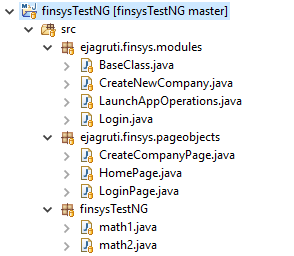 finsysTestNG [finsysTestNG master]
src
ejagruti.finsys.modules
BaseClass.java
CreateNewCompany.java
LaunchAppOperations.java
Login.java
ejagruti.finsys.pageobjects
CreateCompanyPage.java
HomePage.java
LoginPage.java
finsysTestNG
math1.java
math2.java